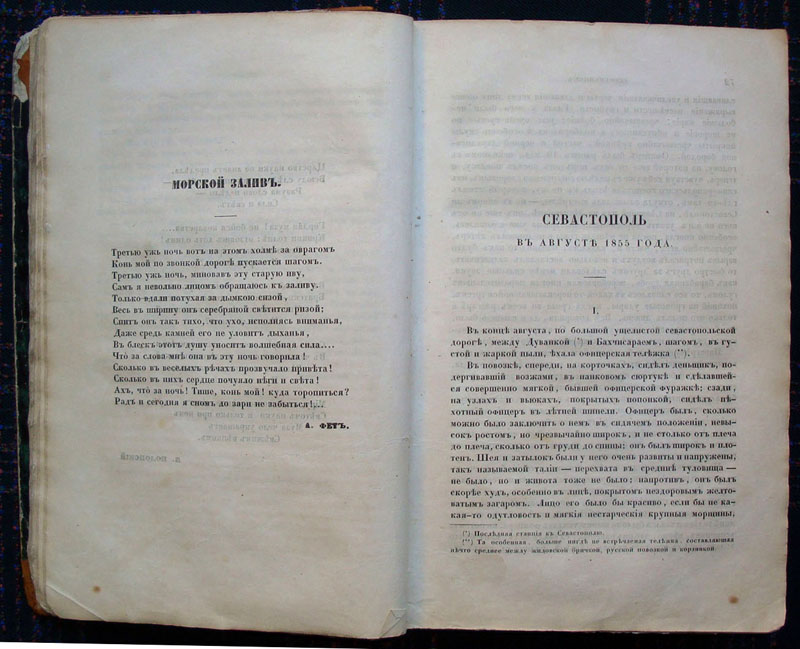 МОРСКОЙ ЗАЛИВЪ.
Третью ужь ночь вотъ на этомъ холмѣ за оврагомъ
Конь мой по звонкой дорогѣ пускается шагомъ.
Третью ужь ночь, миновавъ эту старую иву,
Самъ я невольно лицомъ обращаюсь къ заливу.
Только вдали потухая за дымкою сизой,
Весь въ ширину онъ серебряной свѣтится ризой;
Спитъ онъ такъ тихо, что ухо, исполнясь вниманья,
Даже средь камней его не уловитъ дыханья,
Въ блескѣ этотъ душу уноситъ волшебная сила....
Что за слова мнѣ она въ эту ночь говорила!
Сколько въ веселыхъ рѣчахъ прозвучало привѣта!
Сколько въ нихъ сердце почуяло нѣги и свѣта!
Ахъ, что за ночь! Тише, конь мой! куда торопиться?
Радъ и сегодня я сномъ до зари не забыться!...
А. ФЕТЪ.
СЕВАСТОПОЛЬ
ВЪ АВГУСТѢ 1855 ГОДА.
I.
Въ концѣ августа, по большой ущелистой севастопольской
дорогѣ, между Дуванкой (*) и Бахчисараемъ, шагомъ, въ гу-
стой и жаркой пыли, ѣхала офицерская телѣжка (**).
Въ повозкѣ, спереди, на корточкахъ, сидѣлъ деньщикъ, по-
дергивавшій возжами, въ нанковомъ сюртукѣ и сдѣлавшей-
ся совершенно мягкой, бывшей офицерской фуражкѣ; сзади,
на узлахъ и вьюкахъ, покрытыхъ попонкой, сидѣлъ пѣ-
хотный офицеръ въ лѣтней шинели. Офицеръ былъ, сколько
можно было заключить о немъ въ сидячемъ положеніи, невы-
сокъ ростомъ, но чрезвычайно широкъ, и не столько отъ плеча
до плеча, сколько отъ груди до спины; онъ былъ широкъ и пло-
тенъ. Шея и затылокъ были у него очень развиты и напряжены,
такъ называемой таліи — перехвата въ срединѣ туловища —
не было, но и живота тоже не было: напротивъ, онъ былъ
скорѣе худъ, особенно въ лицѣ, покрытомъ нездоровымъ желто-
ватымъ загаромъ. Лицо его было бы красиво, если бы не ка-
кая-то одутловость и мягкія нестарческія крупныя морщины,
(*) Послѣдная станція къ Севастополю.
(**) Та особенная, больше нигдѣ не встрѣчаемая телѣжка, составляющая
нѣчто среднее между жидовской бричкой, русской повозкой и корзинкой